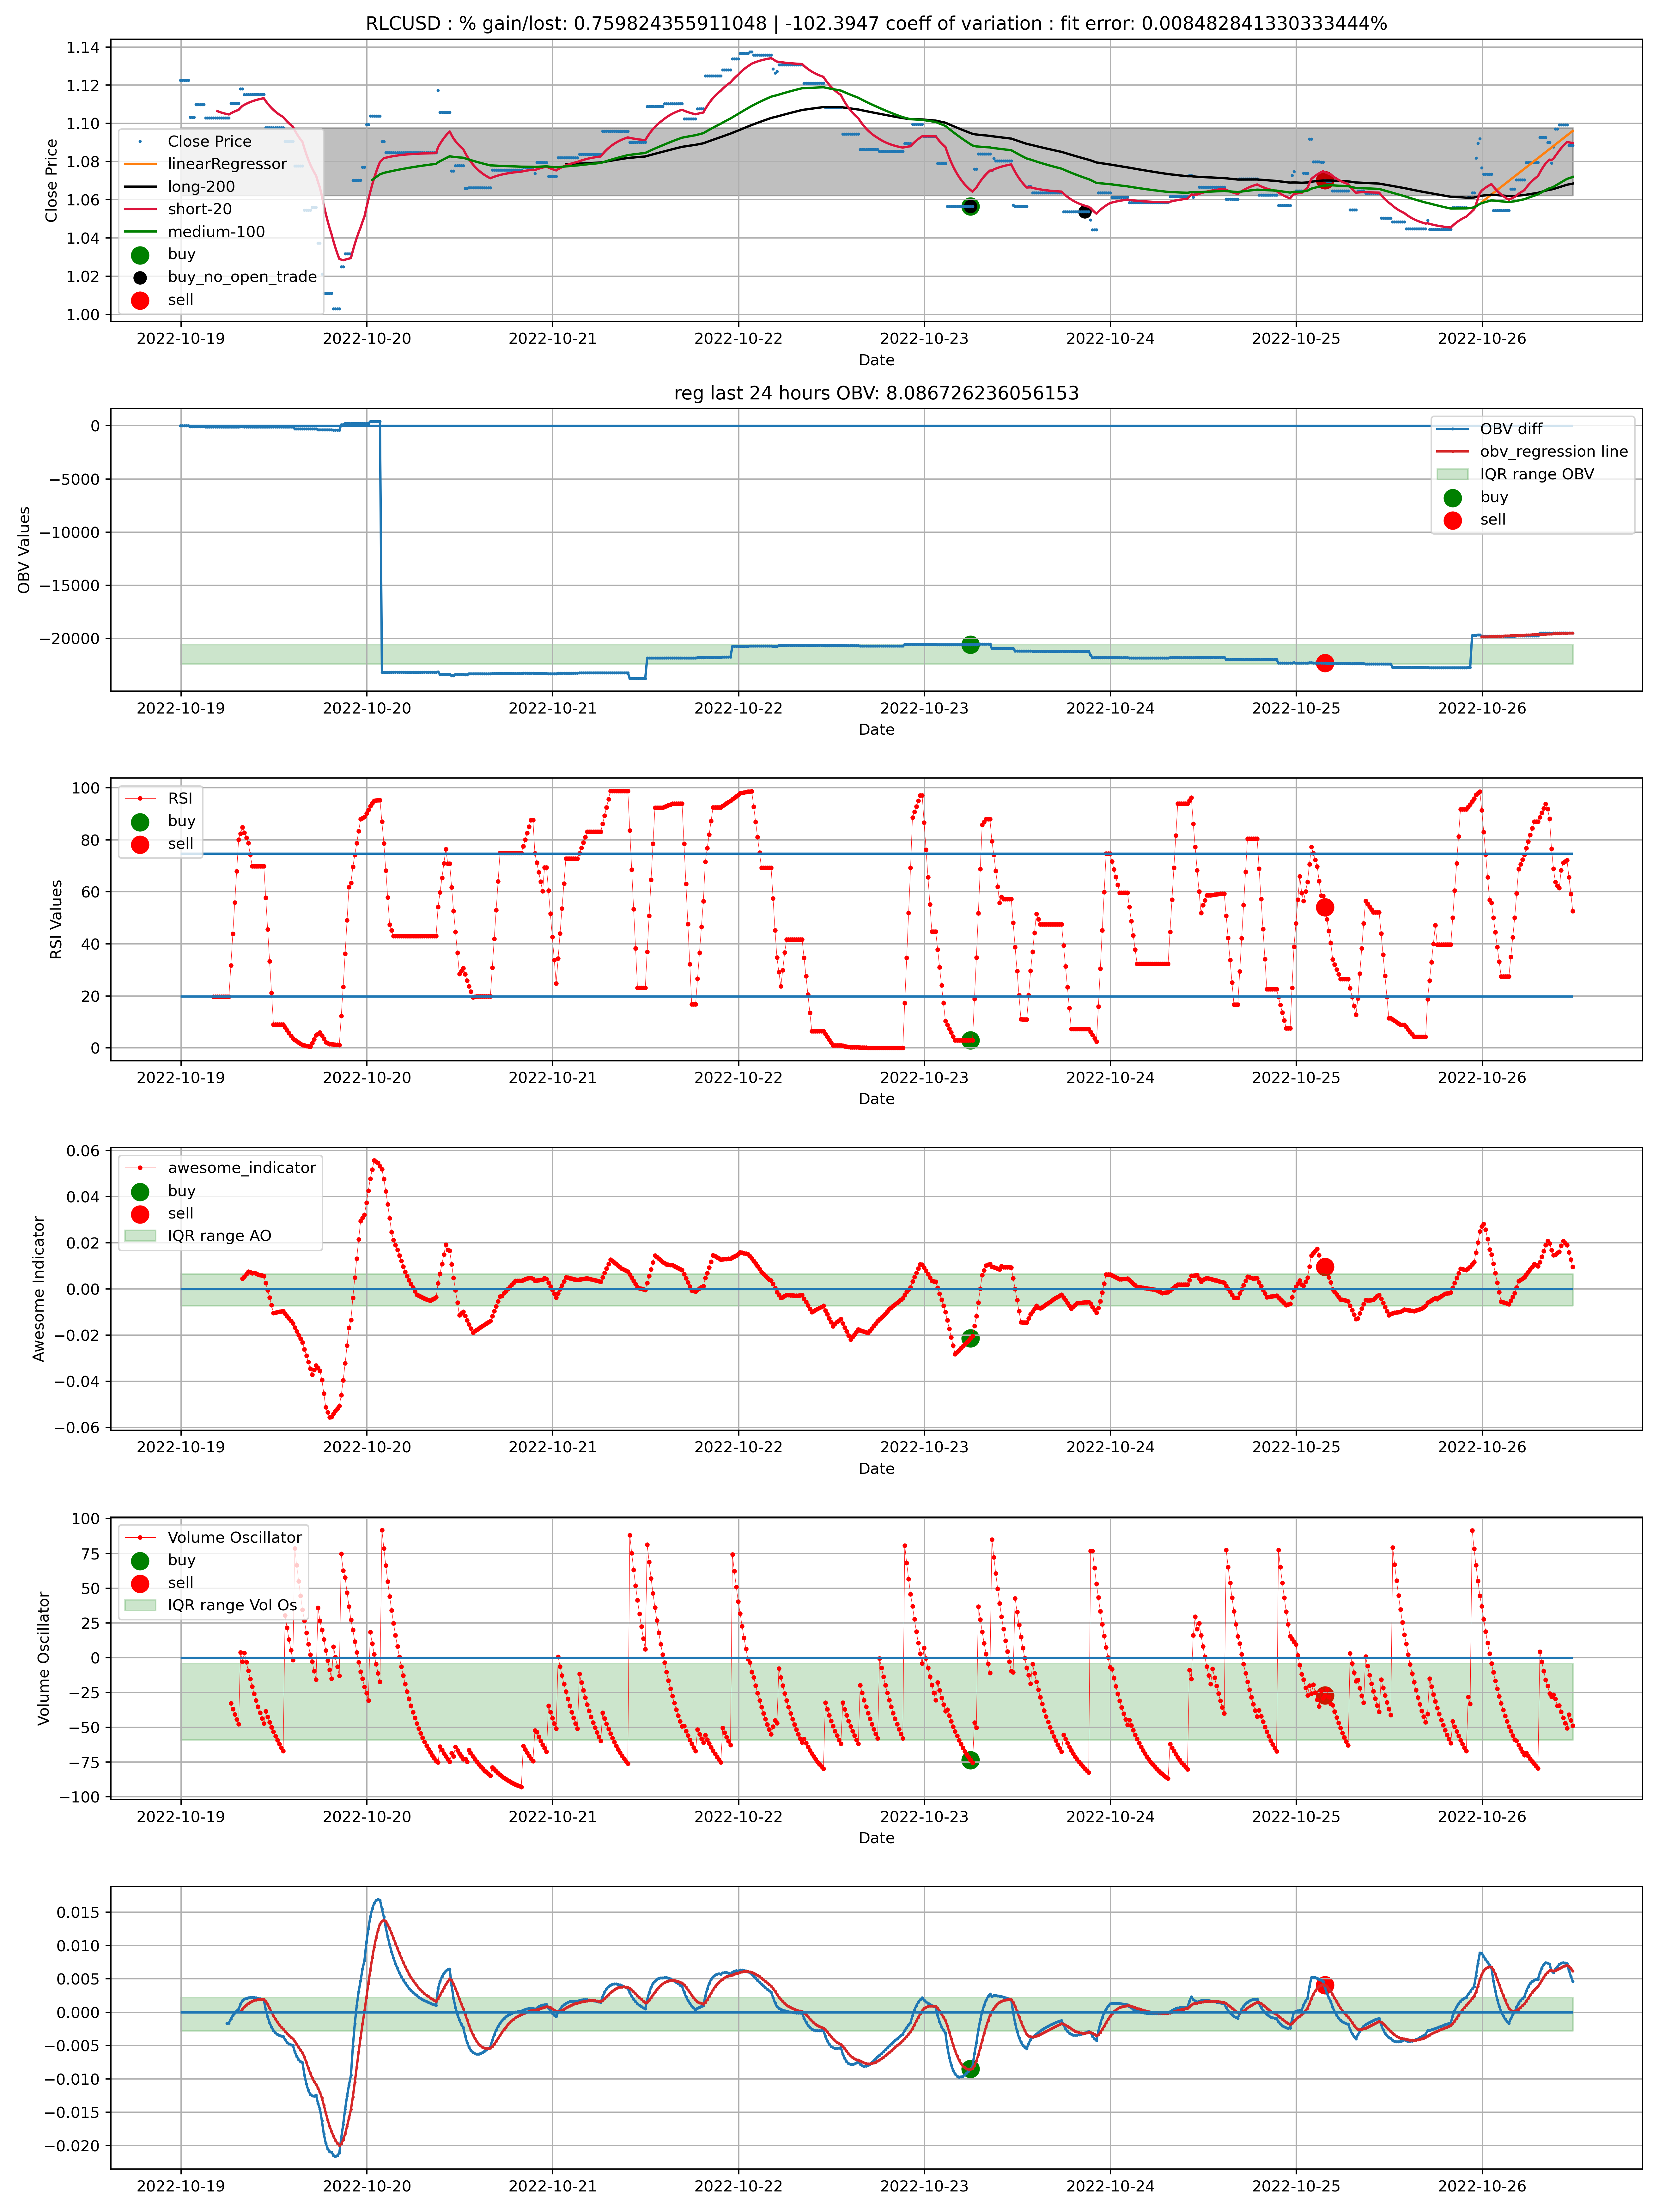 RLCUSD : % gain/lost: 0.759824355911048 | -102.3947 coeff of variation : fit error: 0.008482841330333444%
Close Price
1.14
1.12
1.10
1.08
1.06
1.04
1.02
1.00
Close Price
linearRegressor
long-200
short-20
medium-100
buy
buy_no_open_trade
sell
2022-10-19 2022-10-20 2022-10-21 2022-10-22 2022-10-23 2022-10-24 2022-10-25 2022-10-26
Date
reg last 24 hours OBV: 8.086726236056153
OBV Values
0
−5000
−10000
−15000
−20000
OBV diff
obv_regression line
IQR range OBV
buy
sell
2022-10-19 2022-10-20 2022-10-21 2022-10-22 2022-10-23 2022-10-24 2022-10-25 2022-10-26
Date
RSI Values
100
80
60
40
20
0
RSI
buy
sell
2022-10-19 2022-10-20 2022-10-21 2022-10-22 2022-10-23 2022-10-24 2022-10-25 2022-10-26
Date
Awesome Indicator
0.06
0.04
0.02
0.00
−0.02
−0.04
−0.06
awesome_indicator
buy
sell
IQR range AO
2022-10-19 2022-10-20 2022-10-21 2022-10-22 2022-10-23 2022-10-24 2022-10-25 2022-10-26
Date
Volume Oscillator
100
75
50
25
0
−25
−50
−75
−100
Volume Oscillator
buy
sell
IQR range Vol Os
2022-10-19 2022-10-20 2022-10-21 2022-10-22 2022-10-23 2022-10-24 2022-10-25 2022-10-26
Date
0.015
0.010
0.005
0.000
−0.005
−0.010
−0.015
−0.020
2022-10-19 2022-10-20 2022-10-21 2022-10-22 2022-10-23 2022-10-24 2022-10-25 2022-10-26